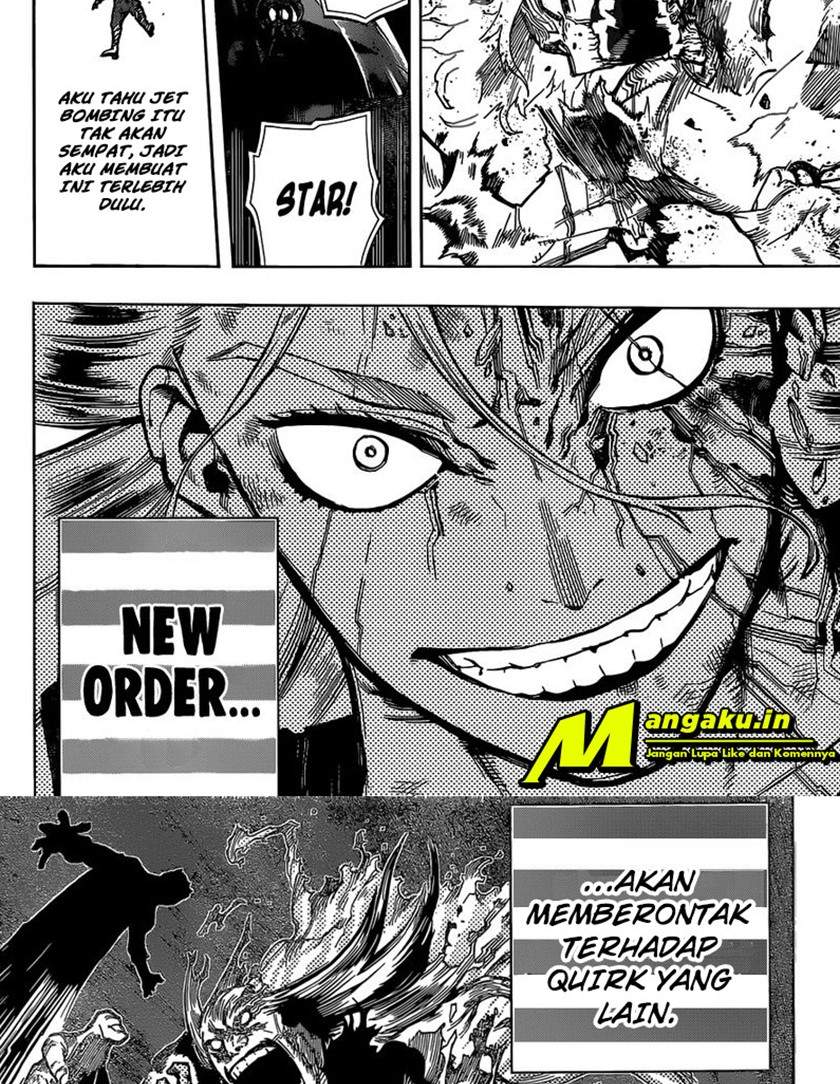 AKU TAHU JET
BOMBING ITU
TAK AKAN
SEMPAT, JADI
AKU MEMBUAT
INI TERLEBIH
DULU.
STAR!
NEW
ORDER...
Mangaku.in
Jangan Lupa Like dan Komennya
...AKAN
MEMBERONTAK
TERHADAP
QUIRK YANG
LAIN.